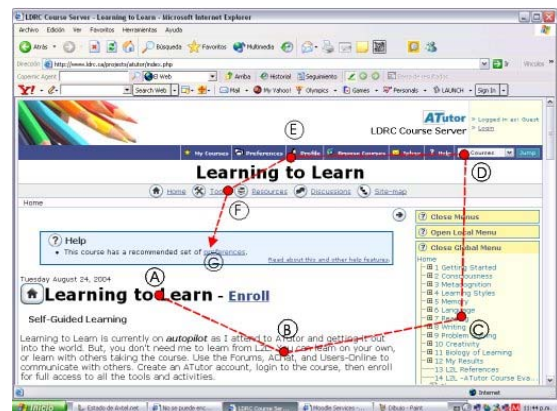 LDRC Course Server - Learning to Learn - Microsoft Internet Explorer
Archivo Edición Ver Favoritos Herramientas Ayuda
Atrás Búsqueda Favoritos Multimedia
Dirección http://www.ldrc.ca/projects/atutor/index.php Ir Vínculos
Copernic Agent El Web Arriba Historial Seguimiento
Y! Search Web Mail My Yahoo! Olympics Games Personals LAUNCH Sign In
ATutor
LDRC Course Server
> Logged in as: Guest
> Login
E
My Courses Preferences Profile Browse Courses Help Courses Jump
D
Learning to Learn
Home Resources Discussions Site-map
F
Home
Close Menus
Open Local Menu
Close Global Menu
Help
• This course has a recommended set of preferences.
G
Read about this and other help features.
Home
1 Getting Started
2 Consciousness
3 Metacognition
4 Learning Styles
5 Memory
6 Language
7
8 Writing
9 Problem Solving
10 Creativity
11 Biology of Learning
12
13 L2L References
14 L2L -ATutor Course Eva
C
Tuesday August 24, 2004
A
Learning to Learn - Enroll
Self-Guided Learning
B
Learning to Learn is currently on autopilot as I attend to ATutor and getting it out
into the world. But, you don't need me to learn from L2L. You can learn on your own,
or learn with others taking the course. Use the Forums, AChat, and Users-Online to
communicate with others. Create an ATutor account, login to the course, then enroll
for full access to all the tools and activities.
Internet
Inicio Estado de Avtal.net No se puede enc... LDRC Course Ser... Moodle Services -... Dibujo - Paint